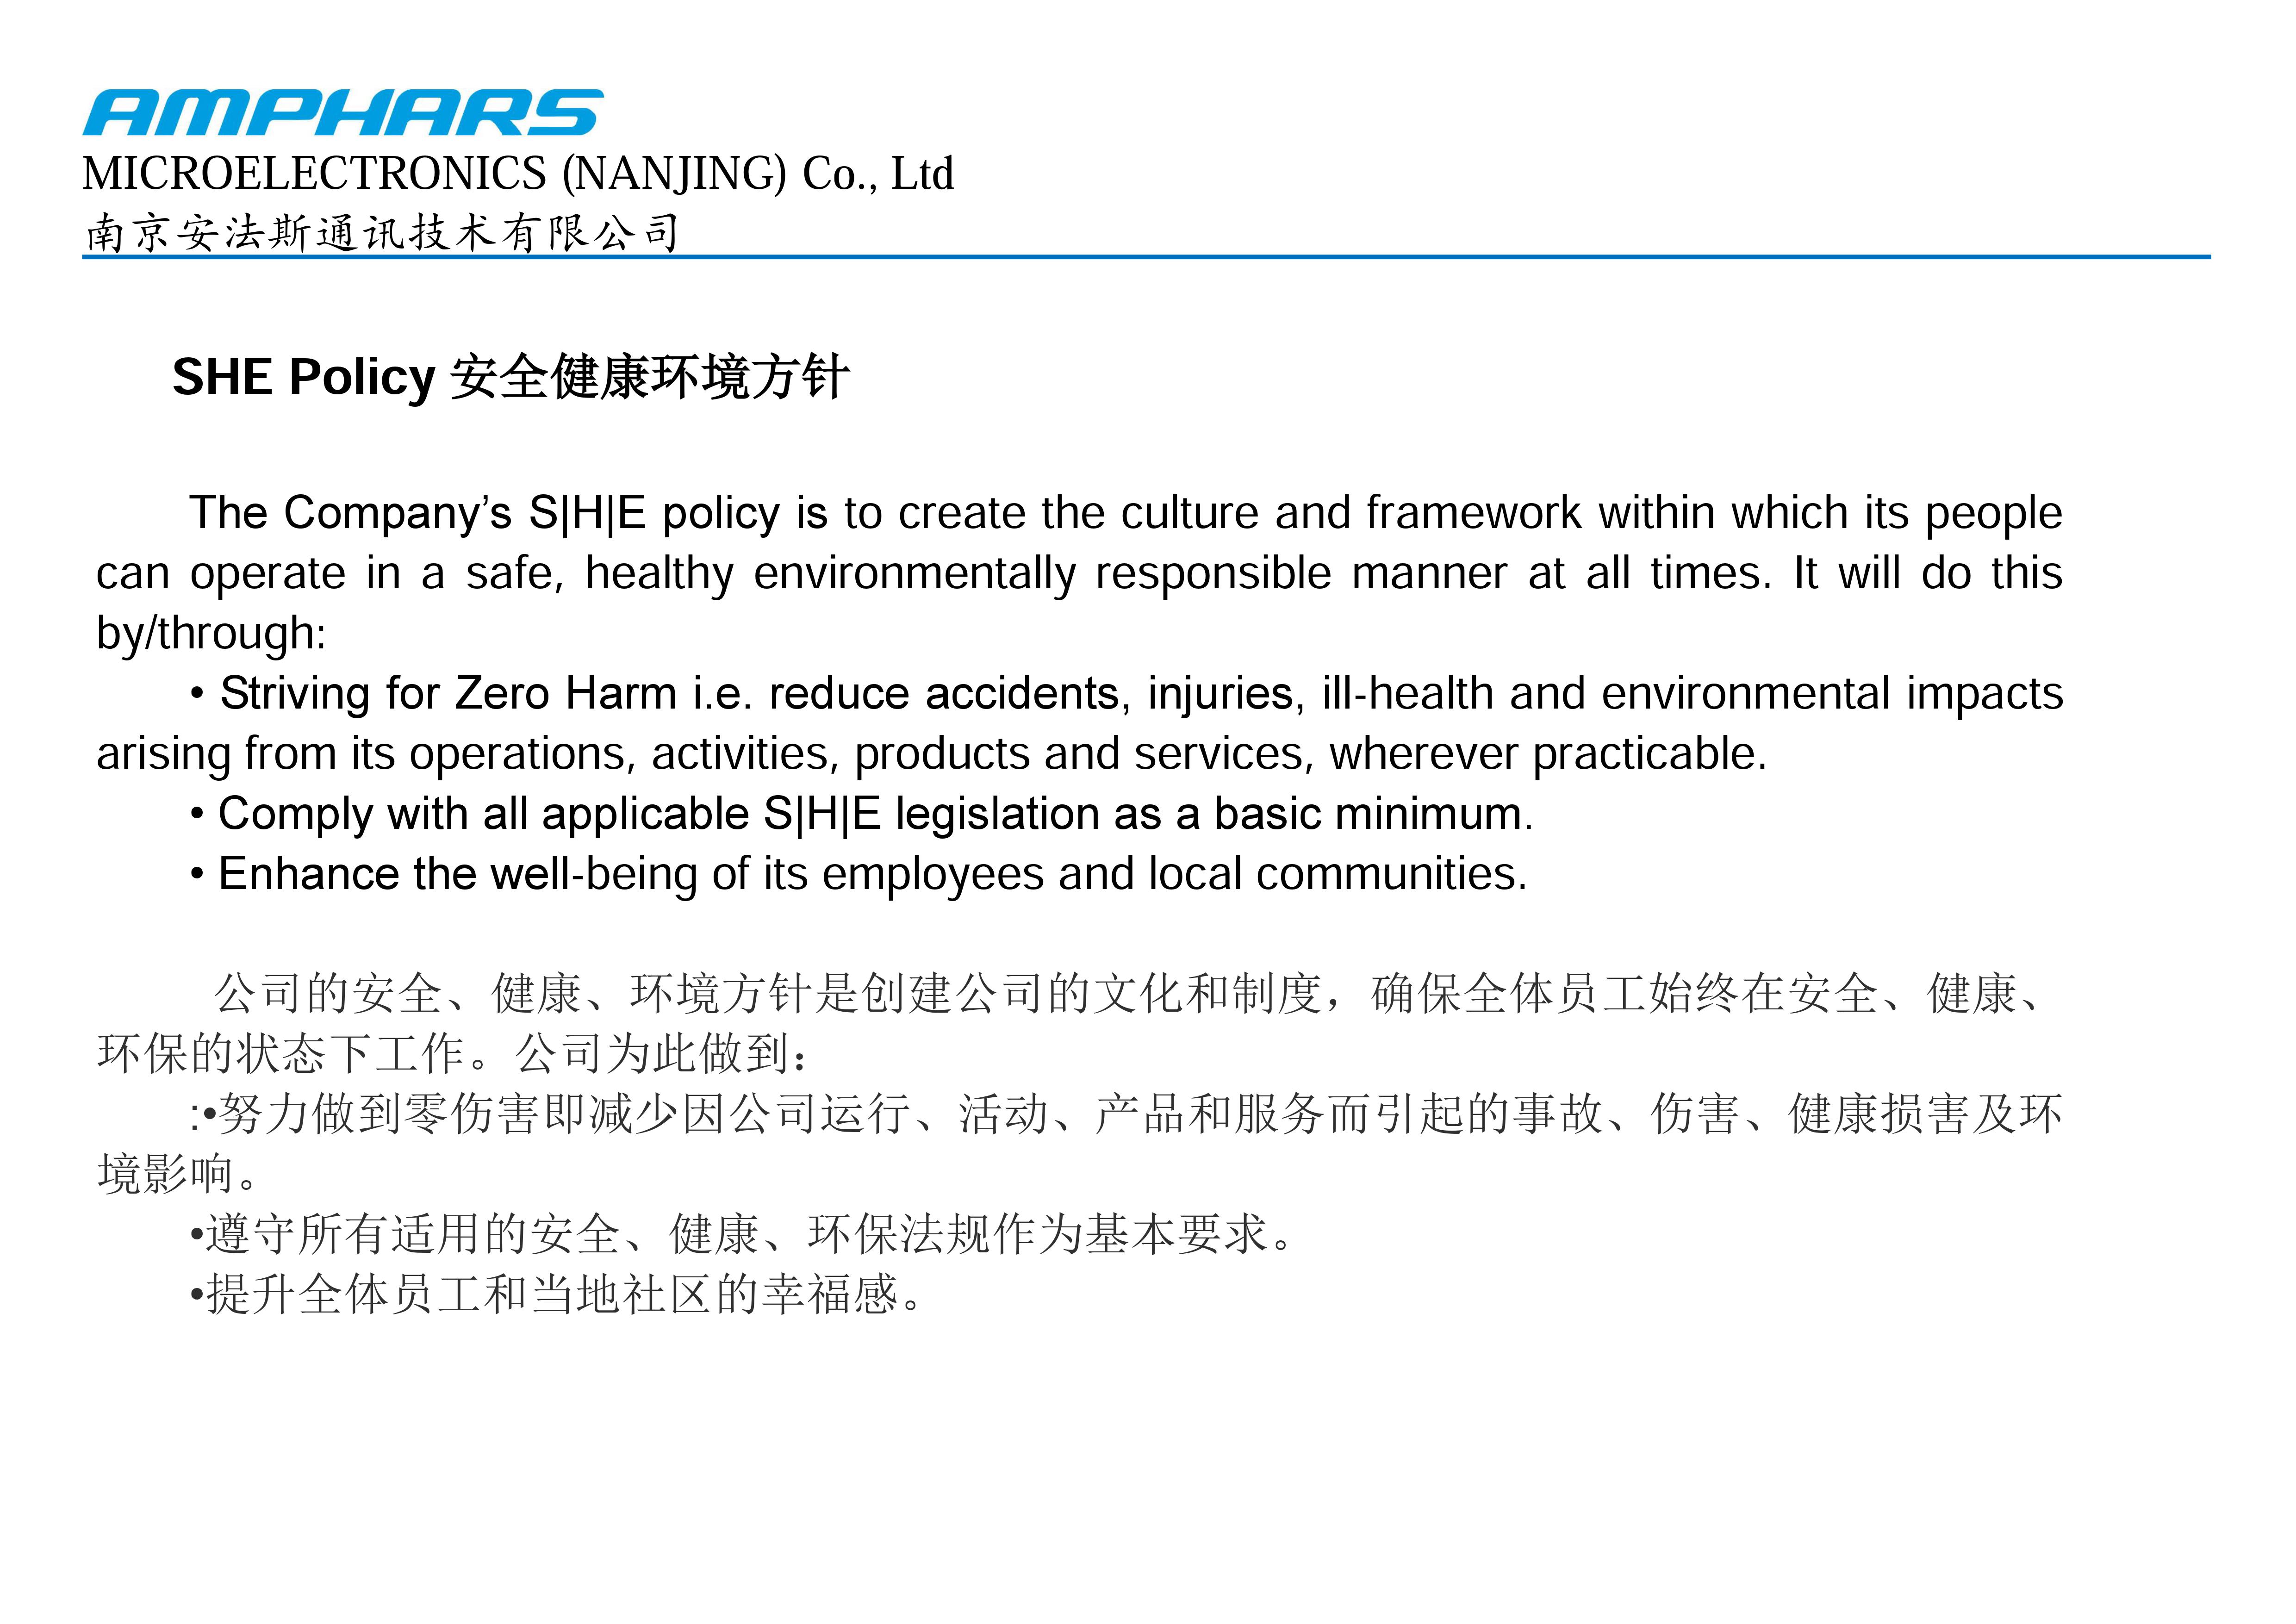 AMPHARS
MICROELECTRONICS (NANJING) Co., Ltd
南京安法斯通讯技术有限公司
SHE Policy 安全健康环境方针
The Company’s S|H|E policy is to create the culture and framework within which its people
can operate in a safe, healthy environmentally responsible manner at all times. It will do this
by/through:
• Striving for Zero Harm i.e. reduce accidents, injuries, ill-health and environmental impacts
arising from its operations, activities, products and services, wherever practicable.
• Comply with all applicable S|H|E legislation as a basic minimum.
• Enhance the well-being of its employees and local communities.
公司的安全、健康、环境方针是创建公司的文化和制度，确保全体员工始终在安全、健康、
环保的状态下工作。公司为此做到：
:•努力做到零伤害即减少因公司运行、活动、产品和服务而引起的事故、伤害、健康损害及环
境影响。
•遵守所有适用的安全、健康、环保法规作为基本要求。
•提升全体员工和当地社区的幸福感。